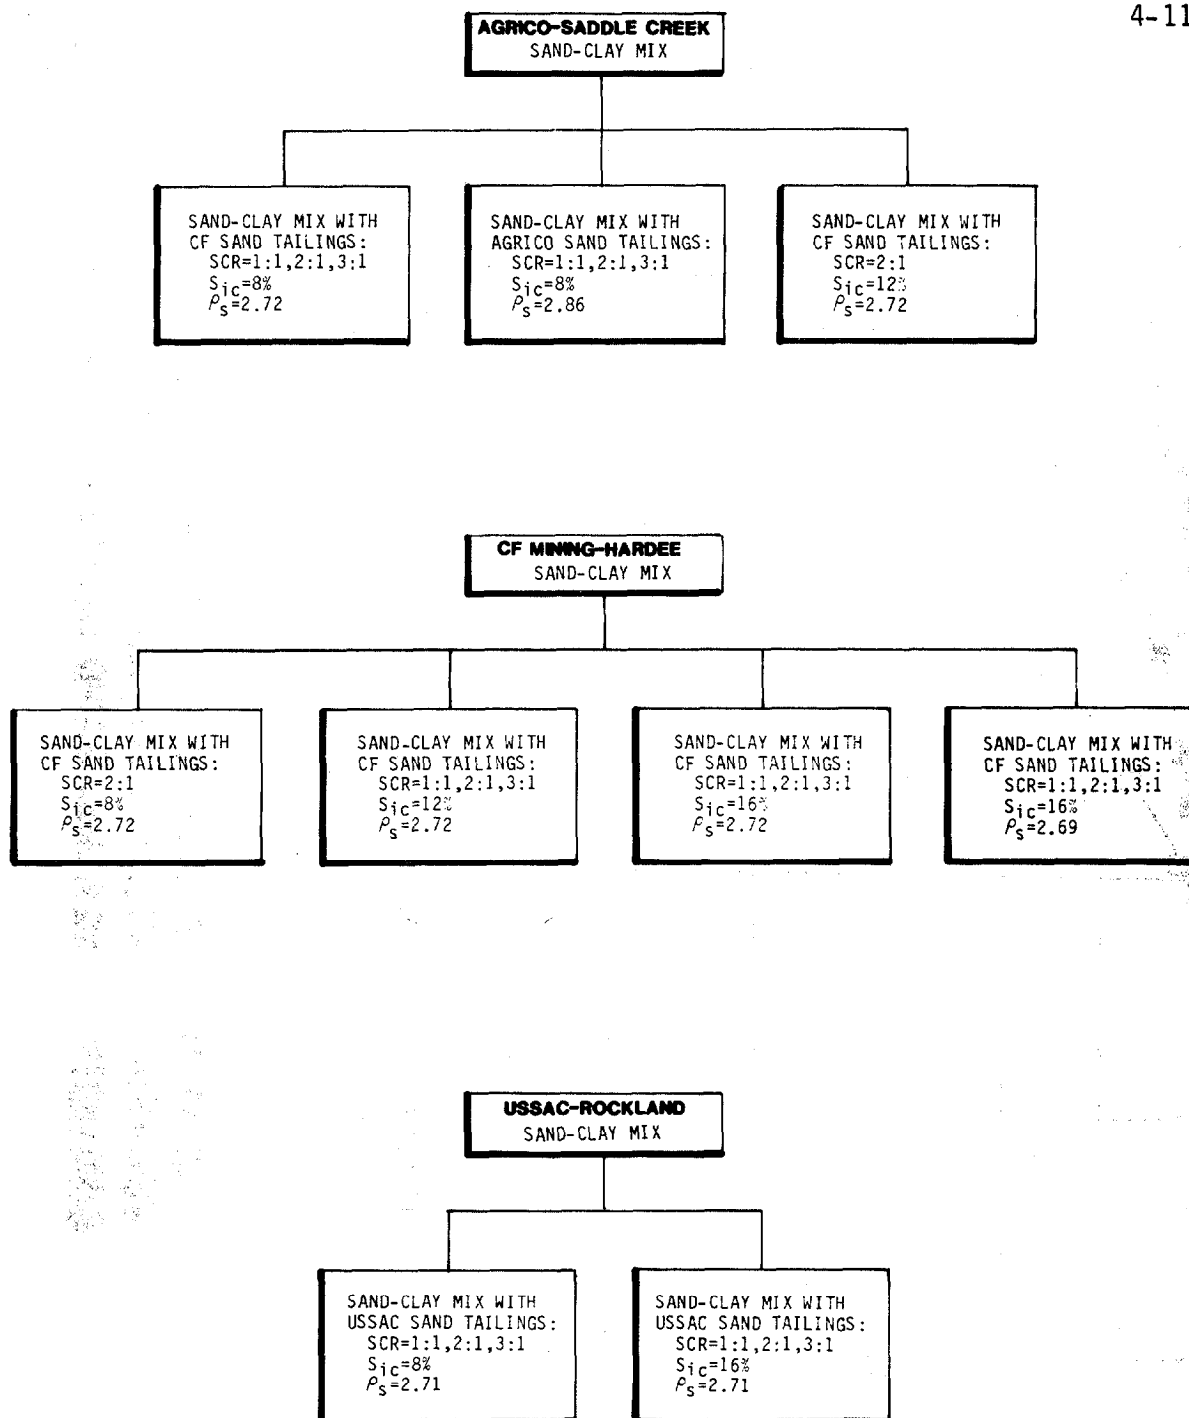 4-11
AGRICO-SADDLE CREEK
SAND-CLAY MIX
SAND-CLAY MIX WITH
CF SAND TAILINGS:
SCR=1:1,2:1,3:1
Sic=8%
ρs=2.72
SAND-CLAY MIX WITH
AGRICO SAND TAILINGS:
SCR=1:1,2:1,3:1
Sic=8%
ρs=2.86
SAND-CLAY MIX WITH
CF SAND TAILINGS:
SCR=2:1
Sic=12%
ρs=2.72
CF MINING-HARDEE
SAND-CLAY MIX
SAND-CLAY MIX WITH
CF SAND TAILINGS:
SCR=2:1
Sic=8%
ρs=2.72
SAND-CLAY MIX WITH
CF SAND TAILINGS:
SCR=1:1,2:1,3:1
Sic=12%
ρs=2.72
SAND-CLAY MIX WITH
CF SAND TAILINGS:
SCR=1:1,2:1,3:1
Sic=16%
ρs=2.72
SAND-CLAY MIX WITH
CF SAND TAILINGS:
SCR=1:1,2:1,3:1
Sic=16%
ρs=2.69
USSAC-ROCKLAND
SAND-CLAY MIX
SAND-CLAY MIX WITH
USSAC SAND TAILINGS:
SCR=1:1,2:1,3:1
Sic=8%
ρs=2.71
SAND-CLAY MIX WITH
USSAC SAND TAILINGS:
SCR=1:1,2:1,3:1
Sic=16%
ρs=2.71